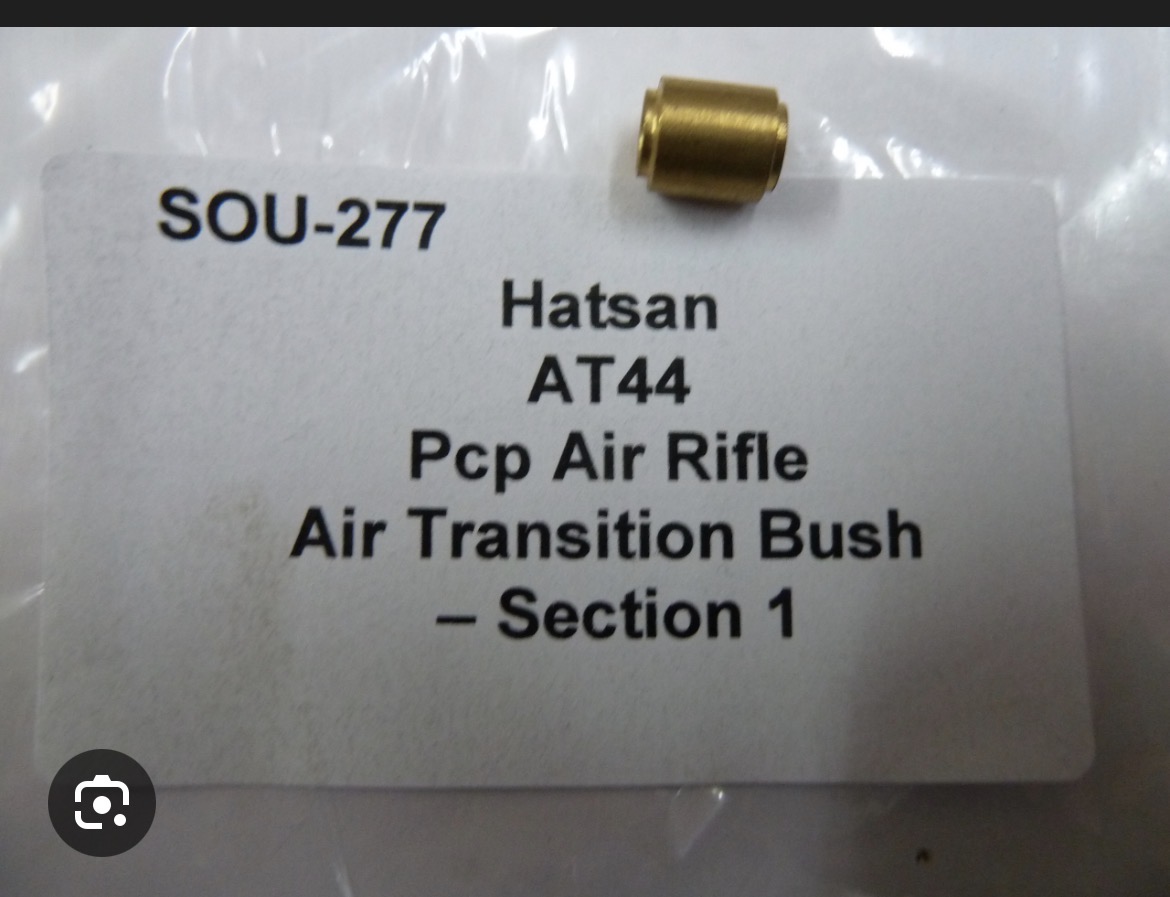 SOU-277
Hatsan
AT44
Pcp Air Rifle
Air Transition Bush
– Section 1